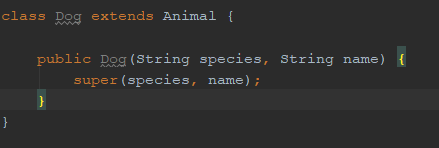 class Dog extends Animal {
public Dog(String species, String name) {
super(species, name);
}
}